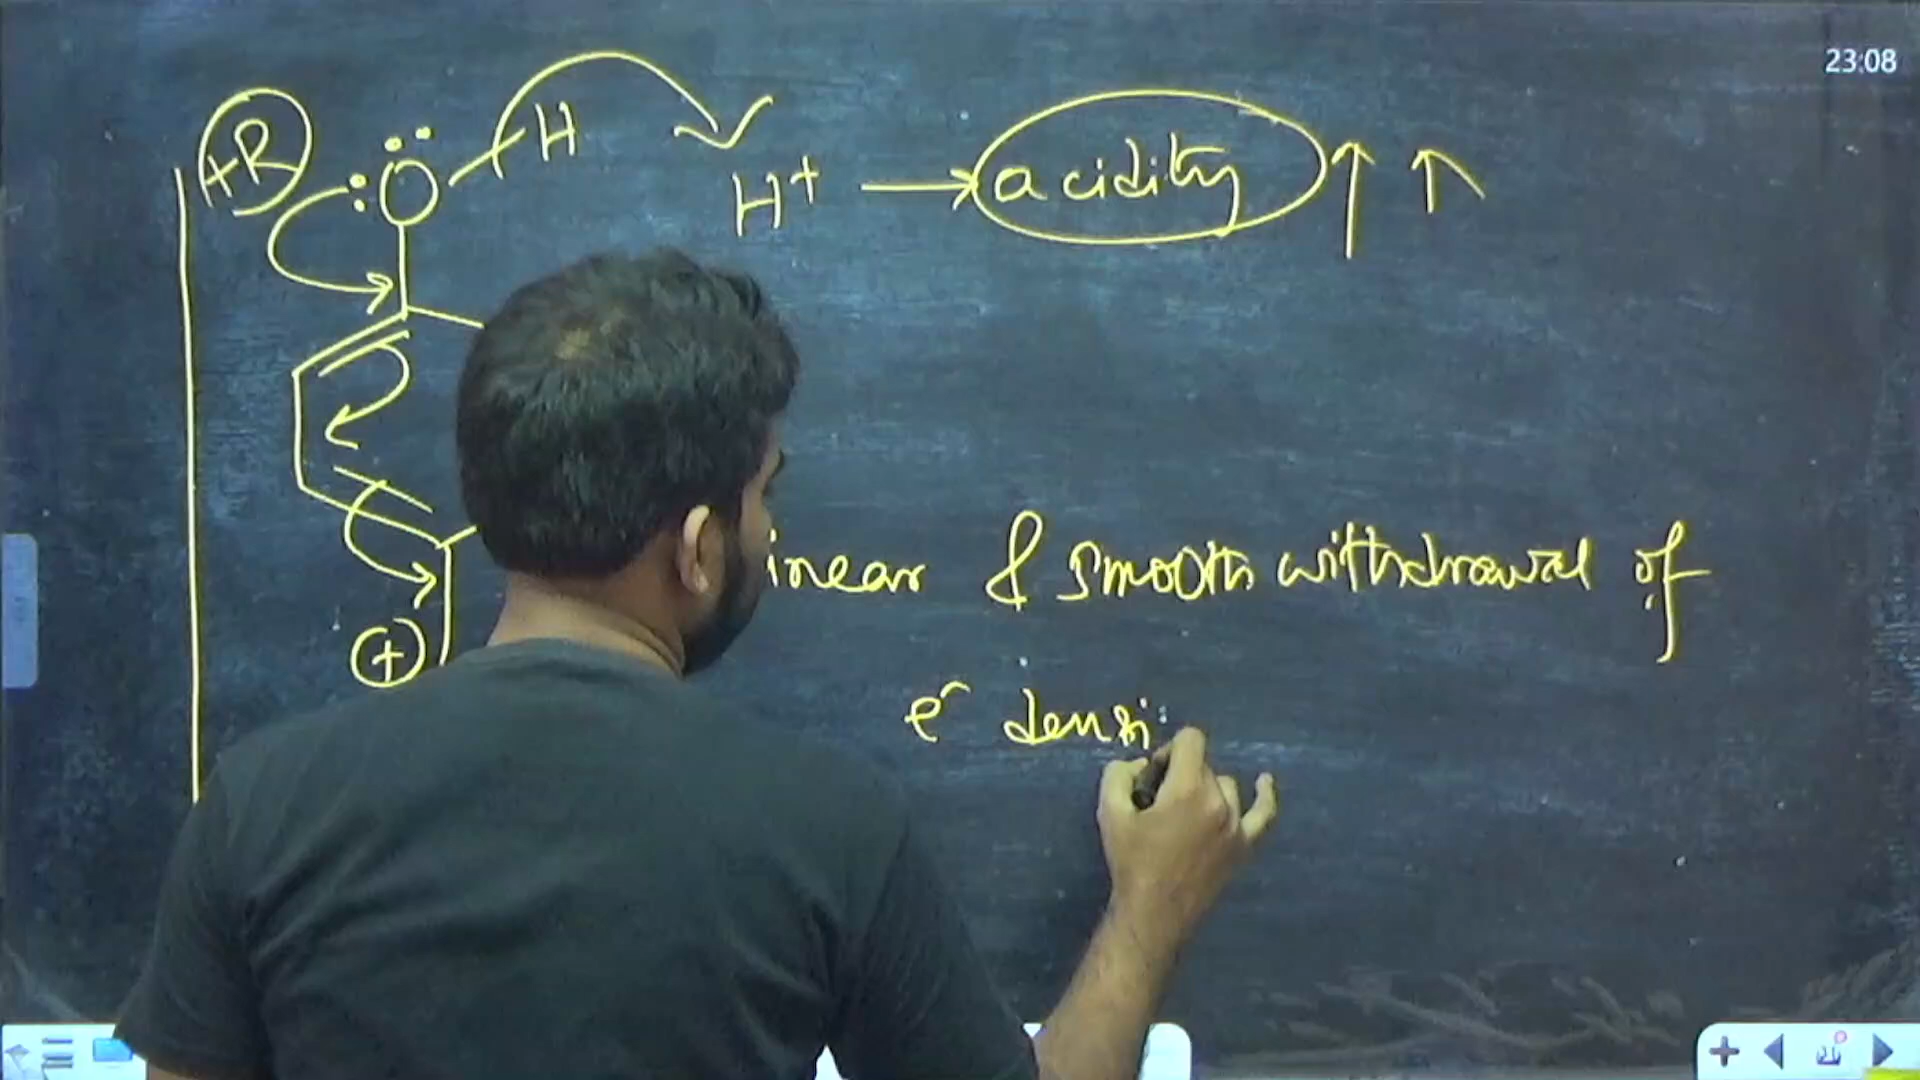 23:08
+R
:Ö-H
H+ → acidity ↑ ↑
(+)
inear & smooth withdrawal of
e- densi